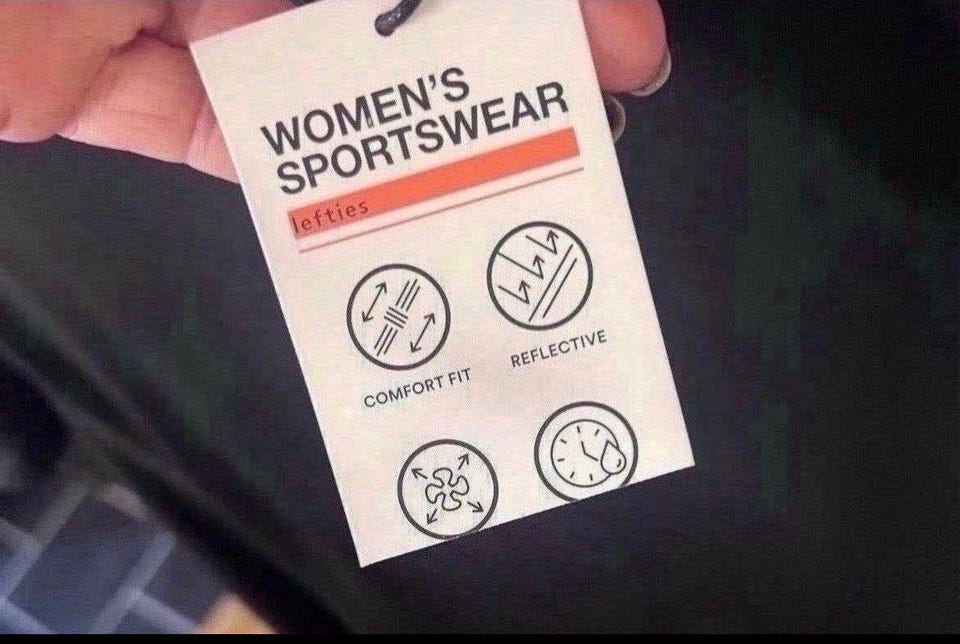 WOMEN'S
SPORTSWEAR
lefties
COMFORT FIT
REFLECTIVE